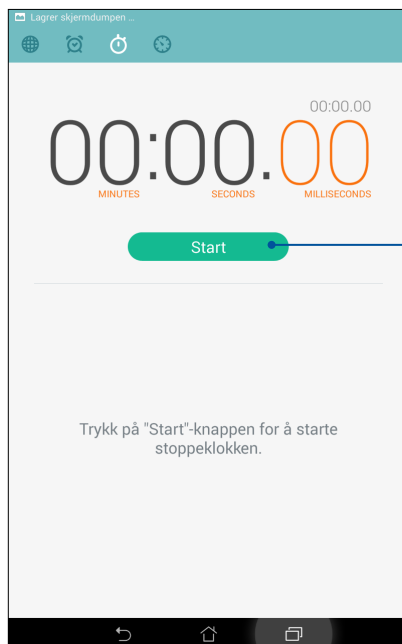 Lagrer skjermdumpen ...
00:00.00
00:00.00
MINUTES SECONDS MILLISECONDS
Start
Trykk på "Start"-knappen for å starte
stoppeklokken.